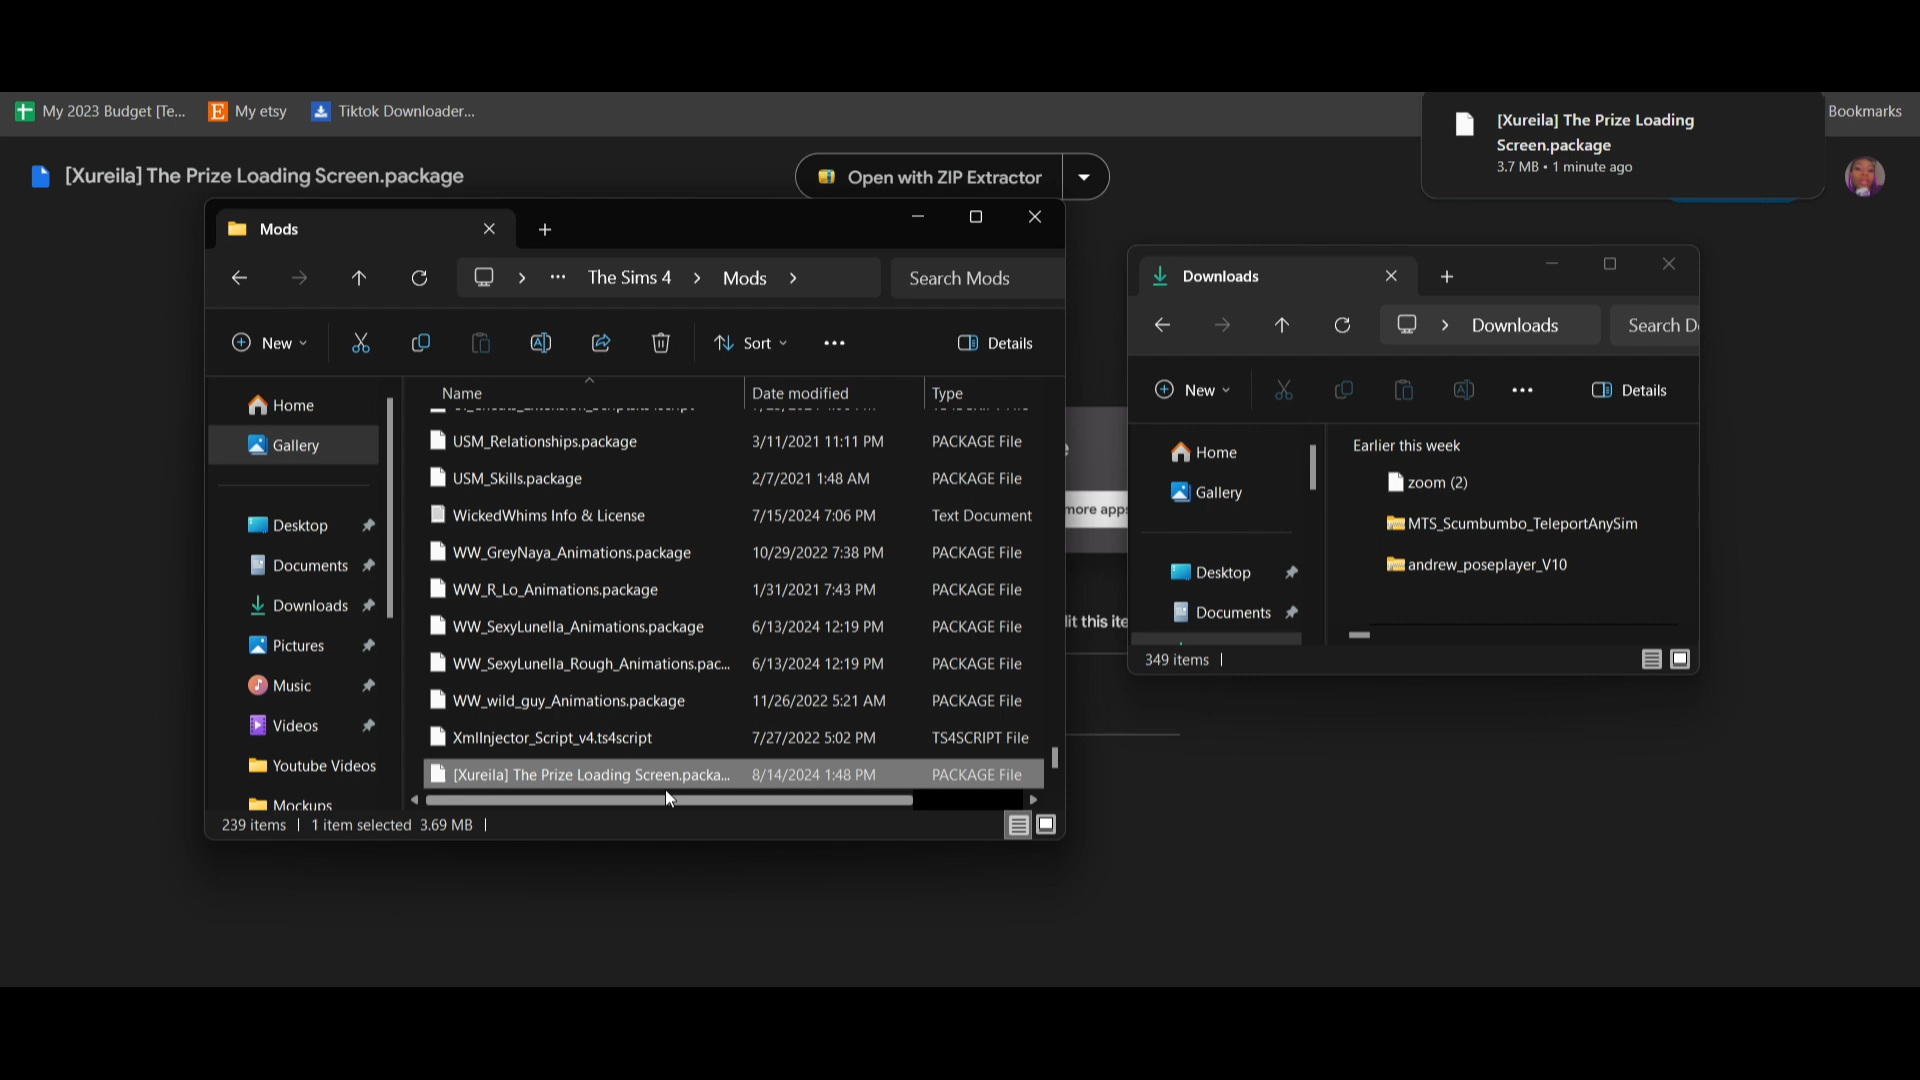 My 2023 Budget [Te...
My etsy
Tiktok Downloader...
Bookmarks
[Xureila] The Prize Loading
Screen.package
3.7 MB • 1 minute ago
[Xureila] The Prize Loading Screen.package
Open with ZIP Extractor
Mods
The Sims 4
Mods
Search Mods
New
Sort
Details
Home
Gallery
Desktop
Documents
Downloads
Pictures
Music
Videos
Youtube Videos
Mockups
Name
Date modified
Type
USM_Relationships.package 3/11/2021 11:11 PM PACKAGE File
USM_Skills.package 2/7/2021 1:48 AM PACKAGE File
WickedWhims Info & License 7/15/2024 7:06 PM Text Document
WW_GreyNaya_Animations.package 10/29/2022 7:38 PM PACKAGE File
WW_R_Lo_Animations.package 1/31/2021 7:43 PM PACKAGE File
WW_SexyLunella_Animations.package 6/13/2024 12:19 PM PACKAGE File
WW_SexyLunella_Rough_Animations.pac... 6/13/2024 12:19 PM PACKAGE File
WW_wild_guy_Animations.package 11/26/2022 5:21 AM PACKAGE File
XmlInjector_Script_v4.ts4script 7/27/2022 5:02 PM TS4SCRIPT File
[Xureila] The Prize Loading Screen.packa... 8/14/2024 1:48 PM PACKAGE File
239 items
1 item selected 3.69 MB
more apps
this
Downloads
Downloads
Search
New
Details
Home
Gallery
Desktop
Documents
Earlier this week
zoom (2)
MTS_Scumbumbo_TeleportAnySim
andrew_poseplayer_V10
349 items